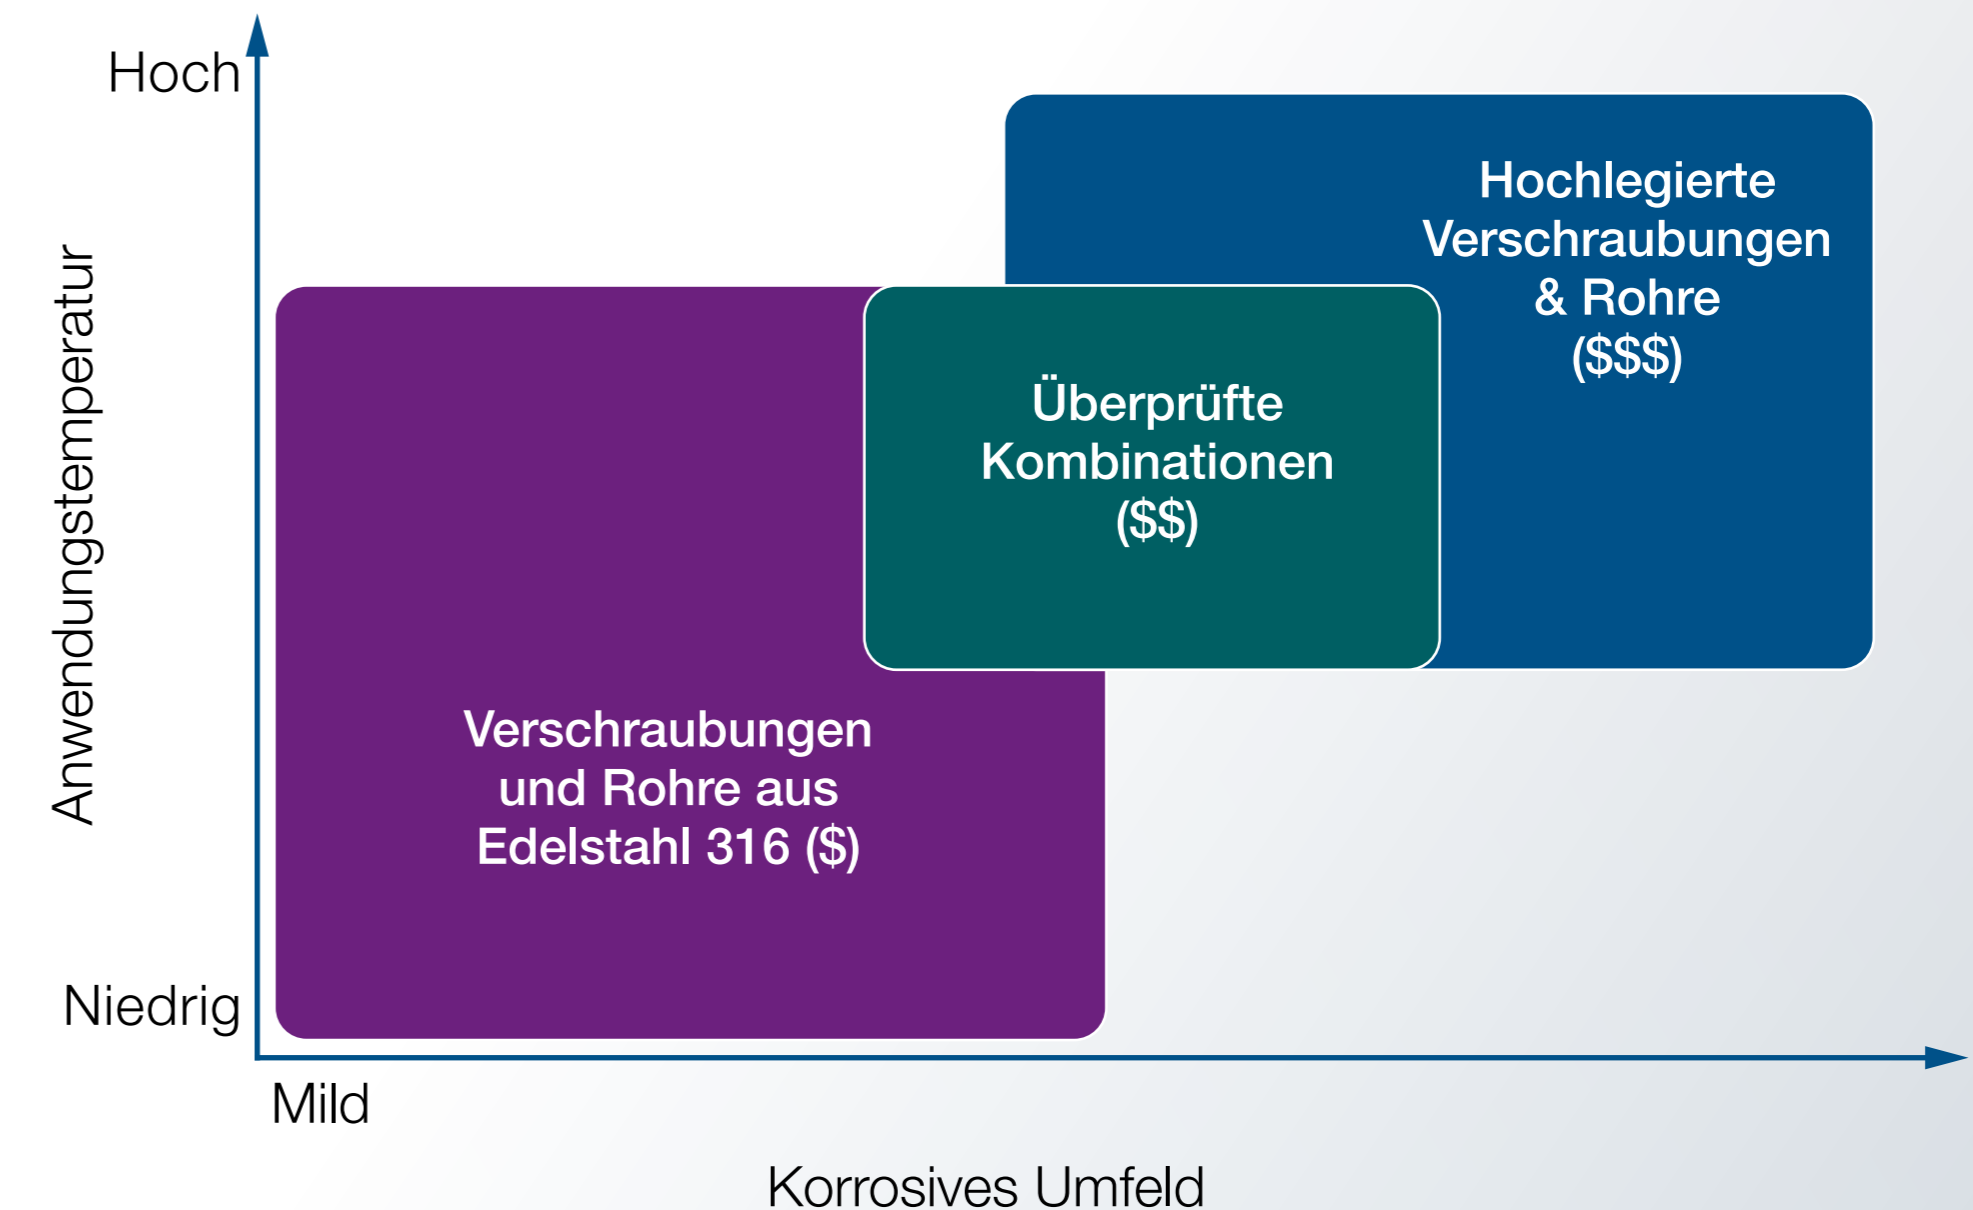 Hoch
Anwendungstemperatur
Niedrig
Hochlegierte
Verschraubungen
& Rohre
($$$)
Überprüfte
Kombinationen
($$)
Verschraubungen
und Rohre aus
Edelstahl 316 ($)
Mild
Korrosives Umfeld